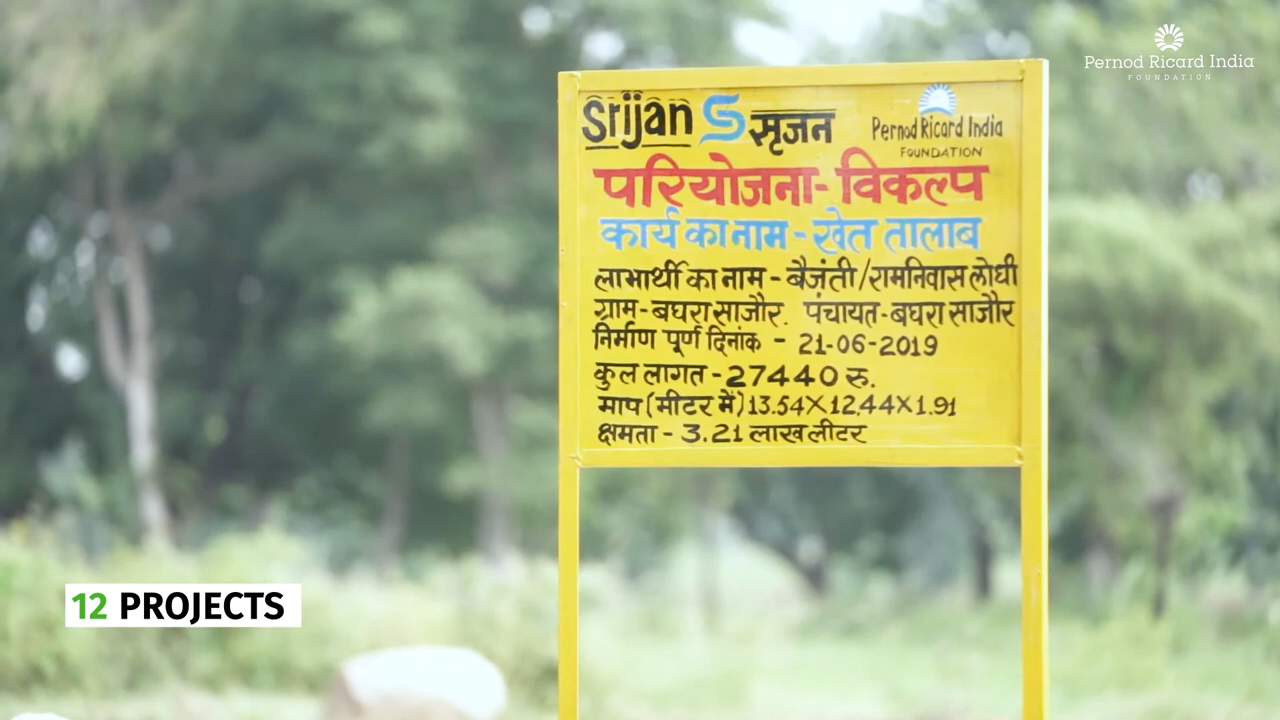 Pernod Ricard India
FOUNDATION
Srijan S सृजन
Pernod Ricard India
FOUNDATION
परियोजना- विकल्प
कार्य का नाम - खेत तालाब
लाभार्थी का नाम - बैजंती/रामनिवास लोधी
ग्राम-बघरा साजौर. पंचायत-बघरा साजौर
निर्माण पूर्ण दिनांक - 21-06-2019
कुल लागत - 27440 रु.
माप (मीटर में) 13.54X12.44X1.91
क्षमता - 3.21 लाख लीटर
12 PROJECTS